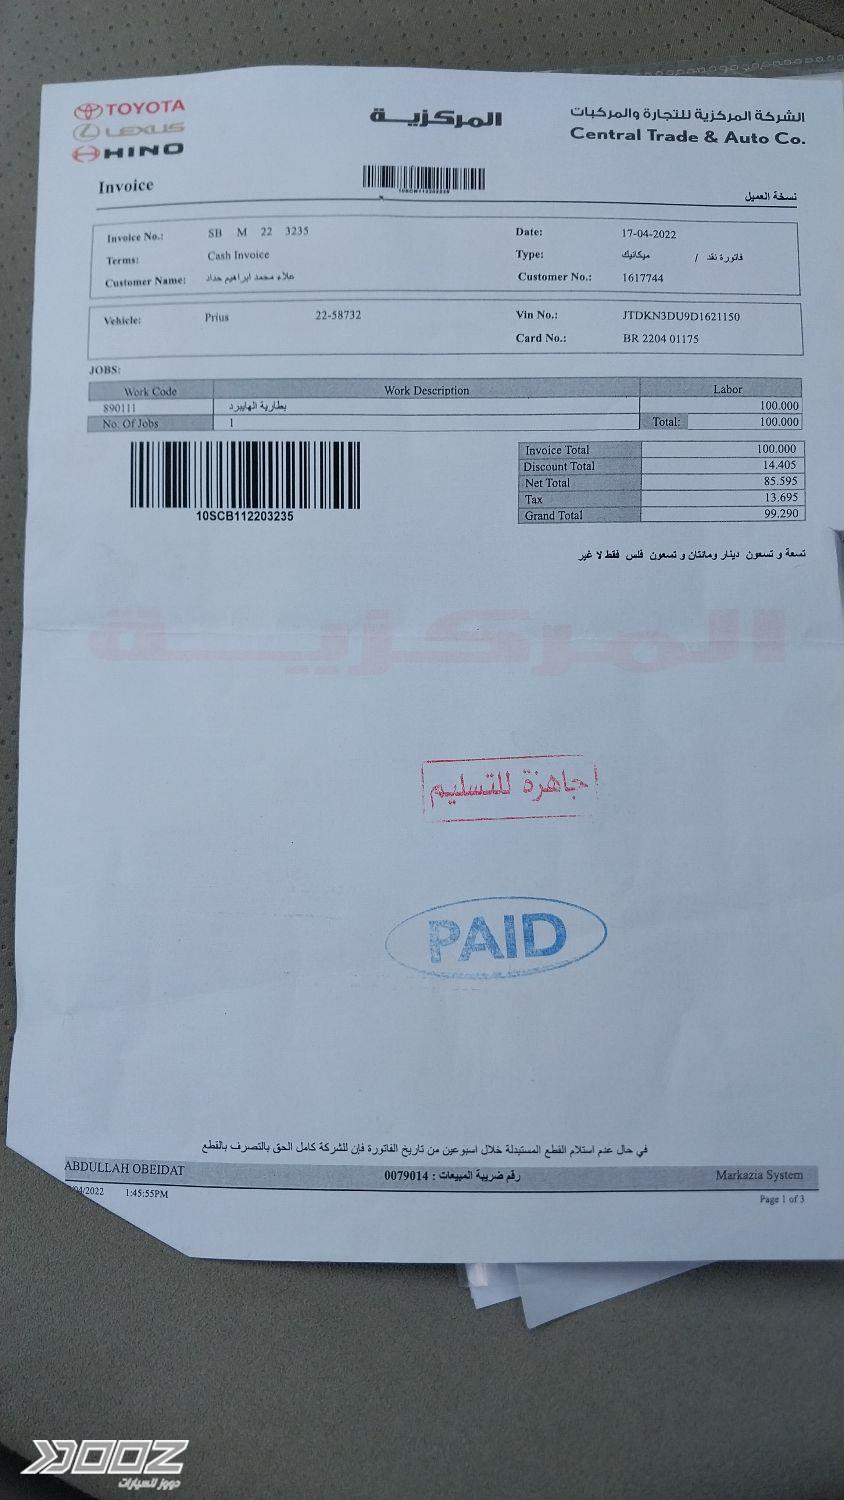 TOYOTA
LEXUS
HINO
المركزية
الشركة المركزية للتجارة والمركبات
Central Trade & Auto Co.
Invoice
10SCB112203235
نسخة العميل
Invoice No.: SB M 22 3235 Date: 17-04-2022
Terms: Cash Invoice Type: ميكانيك / فاتورة نقد
Customer Name: علاء محمد ابراهيم حداد Customer No.: 1617744
Vehicle: Prius 22-58732 Vin No.: JTDKN3DU9D1621150
Card No.: BR 2204 01175
JOBS:
Work Code Work Description Labor
890111 بطارية الهايبرد 100.000
No. Of Jobs 1 Total: 100.000
Invoice Total 100.000
Discount Total 14.405
Net Total 85.595
Tax 13.695
Grand Total 99.290
10SCB112203235
تسعة و تسعون دينار ومائتان و تسعون فلس فقط لا غير
المركزية
جاهزة للتسليم
PAID
في حال عدم استلام القطع المستبدلة خلال اسبوعين من تاريخ الفاتورة فإن للشركة كامل الحق بالتصرف بالقطع
ABDULLAH OBEIDAT رقم ضريبة المبيعات : 0079014 Markazia System
04/2022 1:45:55PM Page 1 of 3
DOOZ
دووز للسيارات